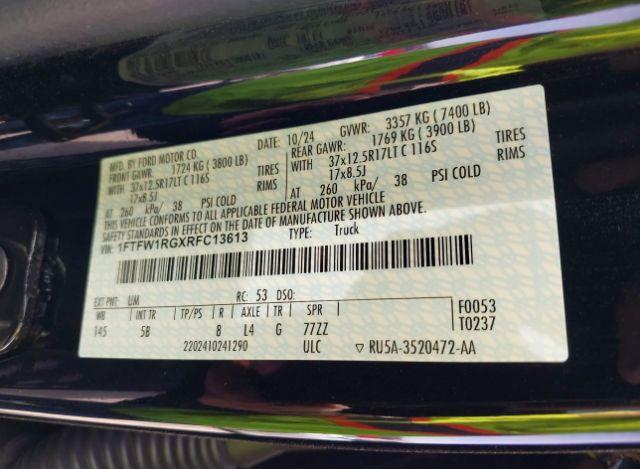 MFD. BY FORD MOTOR CO. DATE: 10/24 GVWR: 3357 KG ( 7400 LB)
FRONT GAWR: 1724 KG ( 3800 LB) REAR GAWR: 1769 KG ( 3900 LB)
WITH 37x12.5R17LT C 116S TIRES WITH 37x12.5R17LT C 116S TIRES
17x8.5J RIMS 17x8.5J RIMS
AT 260 kPa/ 38 PSI COLD AT 260 kPa/ 38 PSI COLD
THIS VEHICLE CONFORMS TO ALL APPLICABLE FEDERAL MOTOR VEHICLE
SAFETY STANDARDS IN EFFECT ON THE DATE OF MANUFACTURE SHOWN ABOVE.
VIN: 1FTFW1RGXRFC13613 TYPE: Truck
EXT PNT: UM RC: 53 DSO:
WB INT TR TP/PS R AXLE TR SPR F0053
145 5B 8 L4 G 77ZZ T0237
2202410241290 ULC ▽ RU5A-3520472-AA